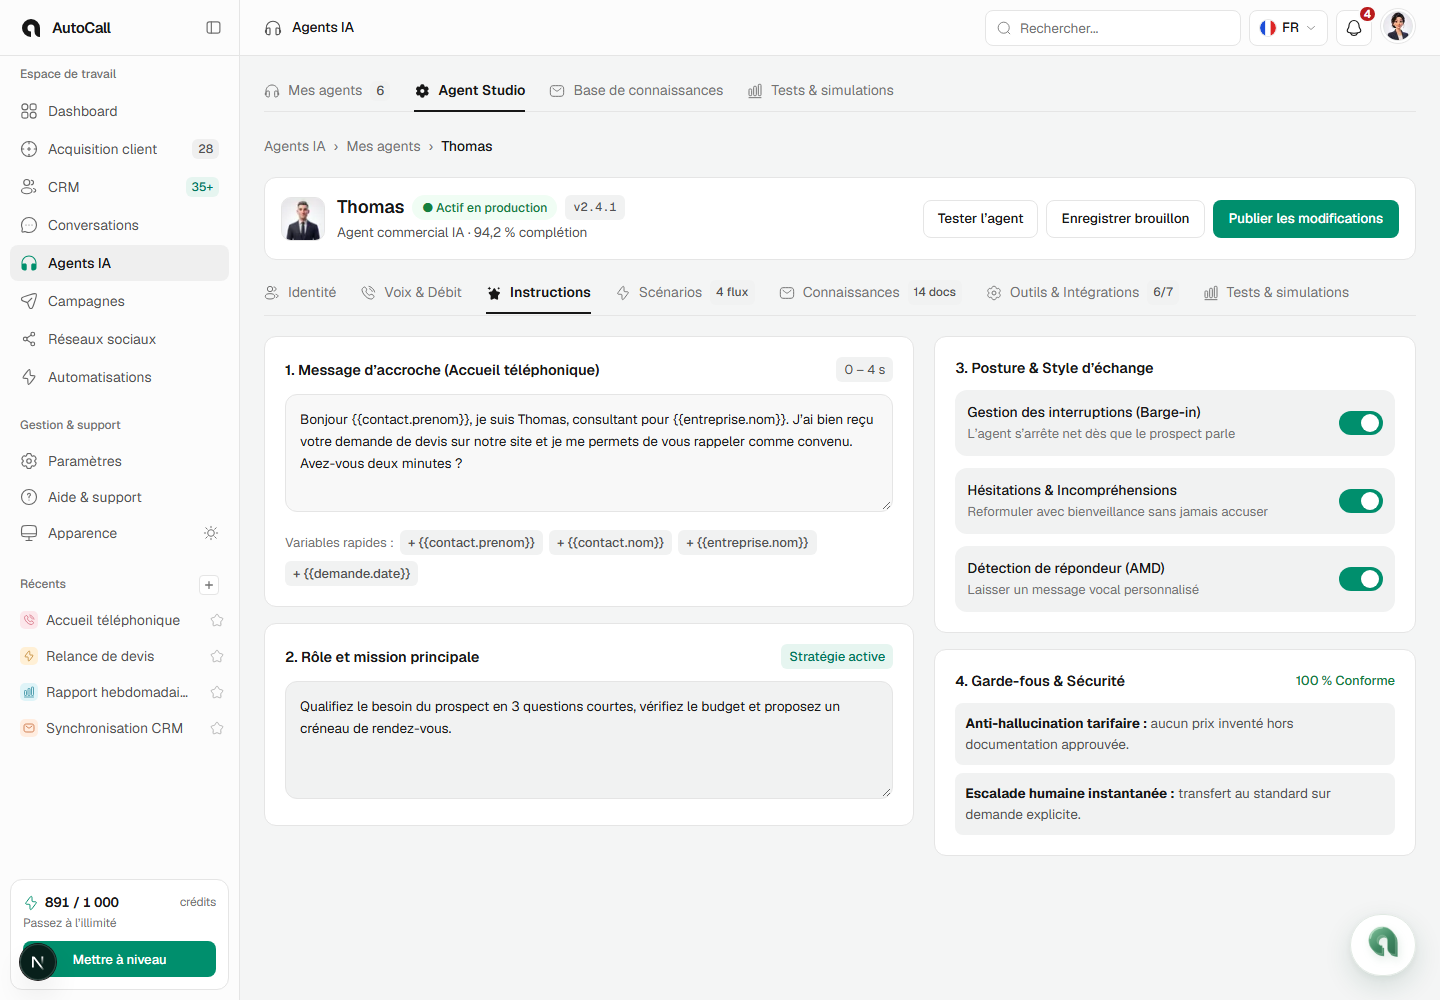 AutoCall
Agents IA
Rechercher...
FR
4
Espace de travail
Dashboard
Acquisition client
28
CRM
35+
Conversations
Agents IA
Campagnes
Réseaux sociaux
Automatisations
Gestion & support
Paramètres
Aide & support
Apparence
Récents
+
Accueil téléphonique
Relance de devis
Rapport hebdomadai...
Synchronisation CRM
891 / 1 000
crédits
Passez à l'illimité
N
Mettre à niveau
Mes agents
6
Agent Studio
Base de connaissances
Tests & simulations
Agents IA › Mes agents › Thomas
Thomas
Actif en production
v2.4.1
Agent commercial IA · 94,2 % complétion
Tester l'agent
Enregistrer brouillon
Publier les modifications
Identité
Voix & Débit
Instructions
Scénarios
4 flux
Connaissances
14 docs
Outils & Intégrations
6/7
Tests & simulations
1. Message d'accroche (Accueil téléphonique)
0 – 4 s
Bonjour {{contact.prenom}}, je suis Thomas, consultant pour {{entreprise.nom}}. J'ai bien reçu
votre demande de devis sur notre site et je me permets de vous rappeler comme convenu.
Avez-vous deux minutes ?
Variables rapides :
+ {{contact.prenom}}
+ {{contact.nom}}
+ {{entreprise.nom}}
+ {{demande.date}}
2. Rôle et mission principale
Stratégie active
Qualifiez le besoin du prospect en 3 questions courtes, vérifiez le budget et proposez un
créneau de rendez-vous.
3. Posture & Style d'échange
Gestion des interruptions (Barge-in)
L'agent s'arrête net dès que le prospect parle
Hésitations & Incompréhensions
Reformuler avec bienveillance sans jamais accuser
Détection de répondeur (AMD)
Laisser un message vocal personnalisé
4. Garde-fous & Sécurité
100 % Conforme
Anti-hallucination tarifaire : aucun prix inventé hors
documentation approuvée.
Escalade humaine instantanée : transfert au standard sur
demande explicite.